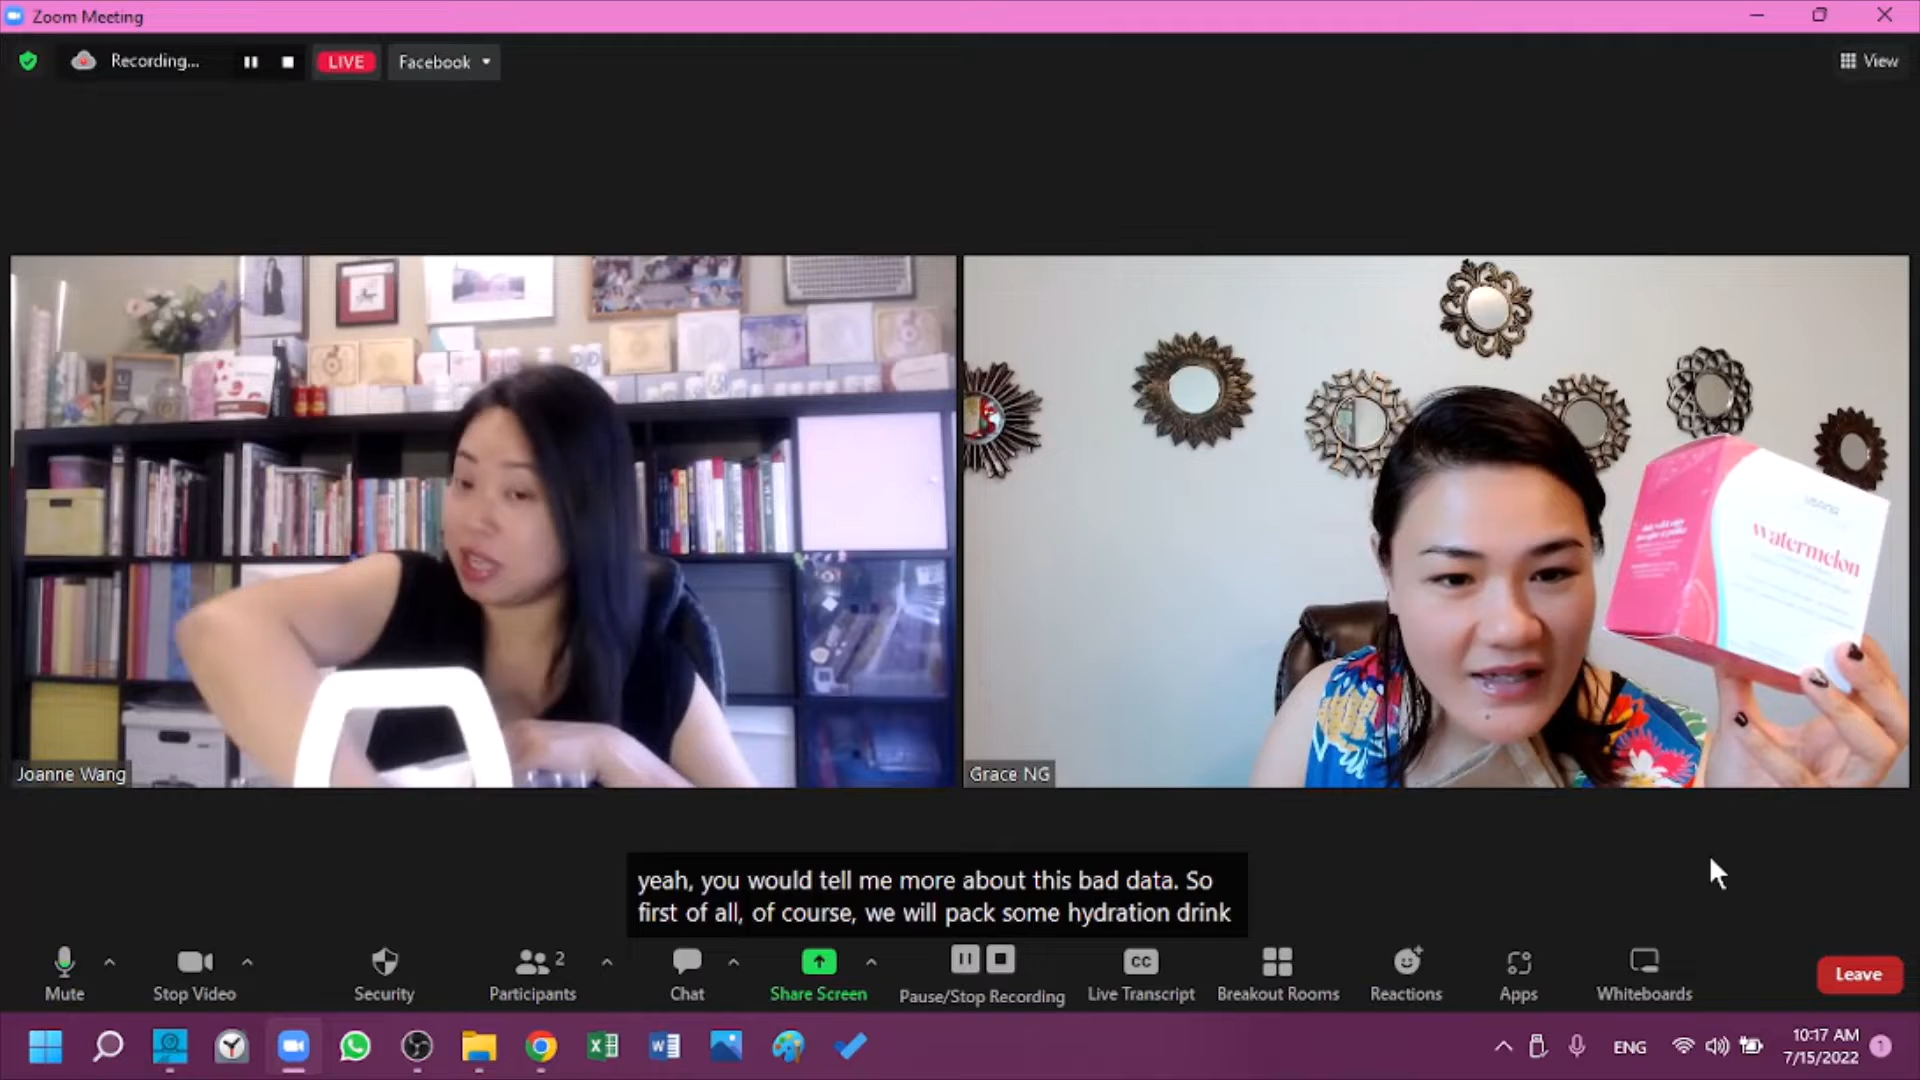 Zoom Meeting
Recording...
LIVE
Facebook
View
usana
watermelon
Joanne Wang
Grace NG
yeah, you would tell me more about this bad data. So
first of all, of course, we will pack some hydration drink
Mute
Stop Video
Security
2
Participants
Chat
Share Screen
Pause/Stop Recording
CC
Live Transcript
Breakout Rooms
Reactions
Apps
Whiteboards
Leave
ENG
10:17 AM
7/15/2022
1